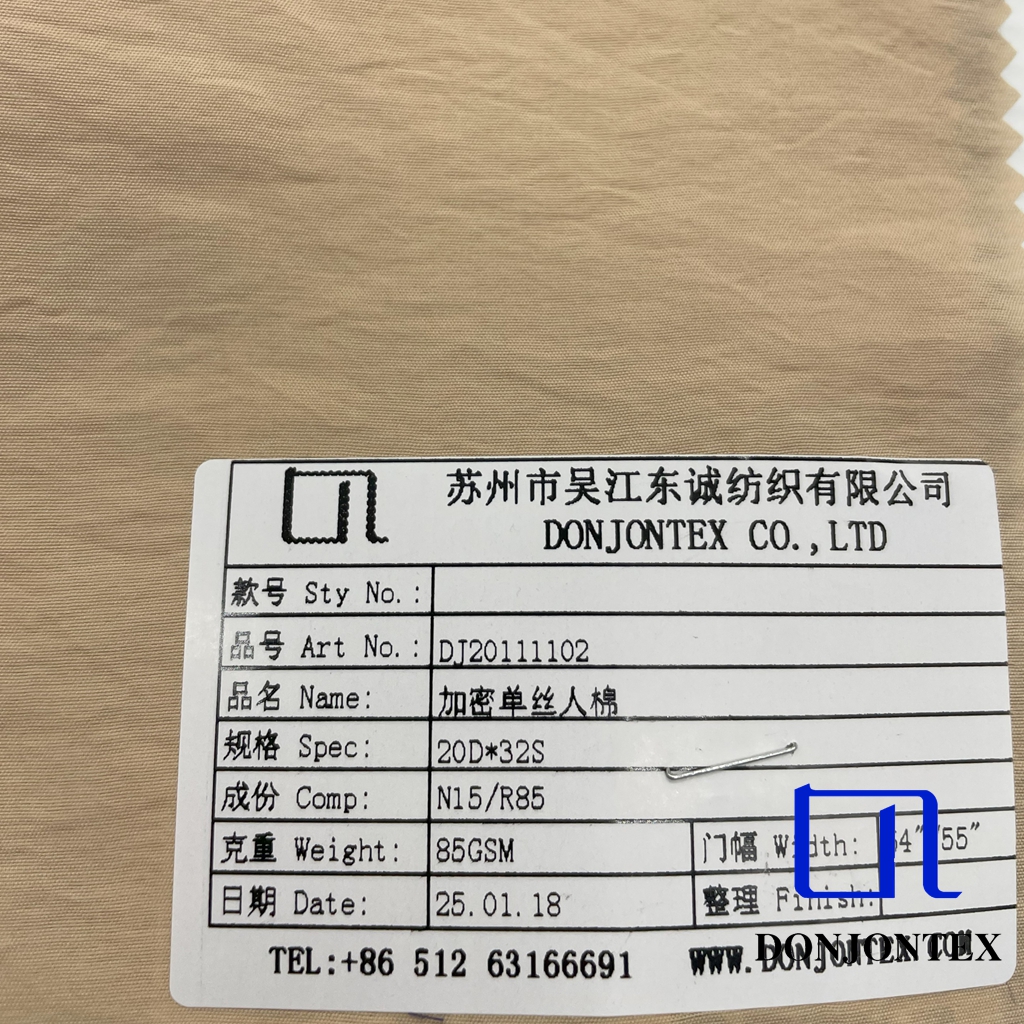 苏州市吴江东诚纺织有限公司
DONJONTEX CO.,LTD
款号 Sty No.:
品号 Art No.: DJ20111102
品名 Name: 加密单丝人棉
规格 Spec: 20D*32S
成份 Comp: N15/R85
克重 Weight: 85GSM 门幅 Width: 54″/55″
日期 Date: 25.01.18 整理 Finish:
TEL:+86 512 63166691 WWW.DONJONTEX.COM
DONJONTEX